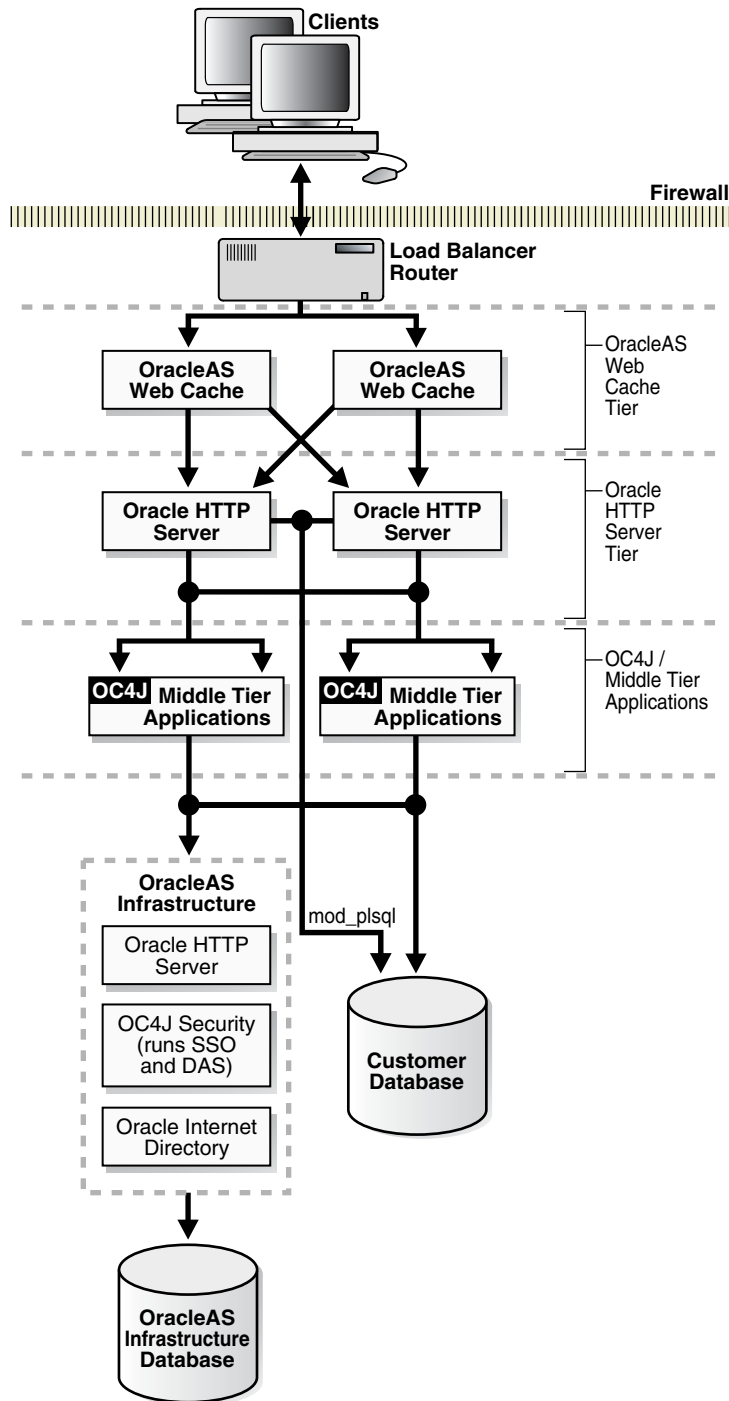 Clients
Firewall
Load Balancer
Router
OracleAS
Web Cache
OracleAS
Web Cache
OracleAS
Web
Cache
Tier
Oracle HTTP
Server
Oracle HTTP
Server
Oracle
HTTP
Server
Tier
OC4J Middle Tier
Applications
OC4J Middle Tier
Applications
OC4J /
Middle Tier
Applications
OracleAS
Infrastructure
Oracle HTTP
Server
OC4J Security
(runs SSO
and DAS)
Oracle Internet
Directory
mod_plsql
Customer
Database
OracleAS
Infrastructure
Database